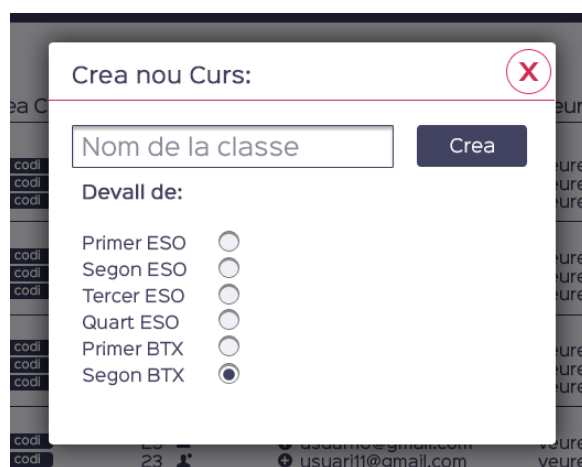 Crea nou Curs:
X
Nom de la classe
Crea
Devall de:
Primer ESO
Segon ESO
Tercer ESO
Quart ESO
Primer BTX
Segon BTX
codi
codi
codi
codi
codi
codi
codi
codi
codi
codi
codi
23
usuari11@gmail.com
veure